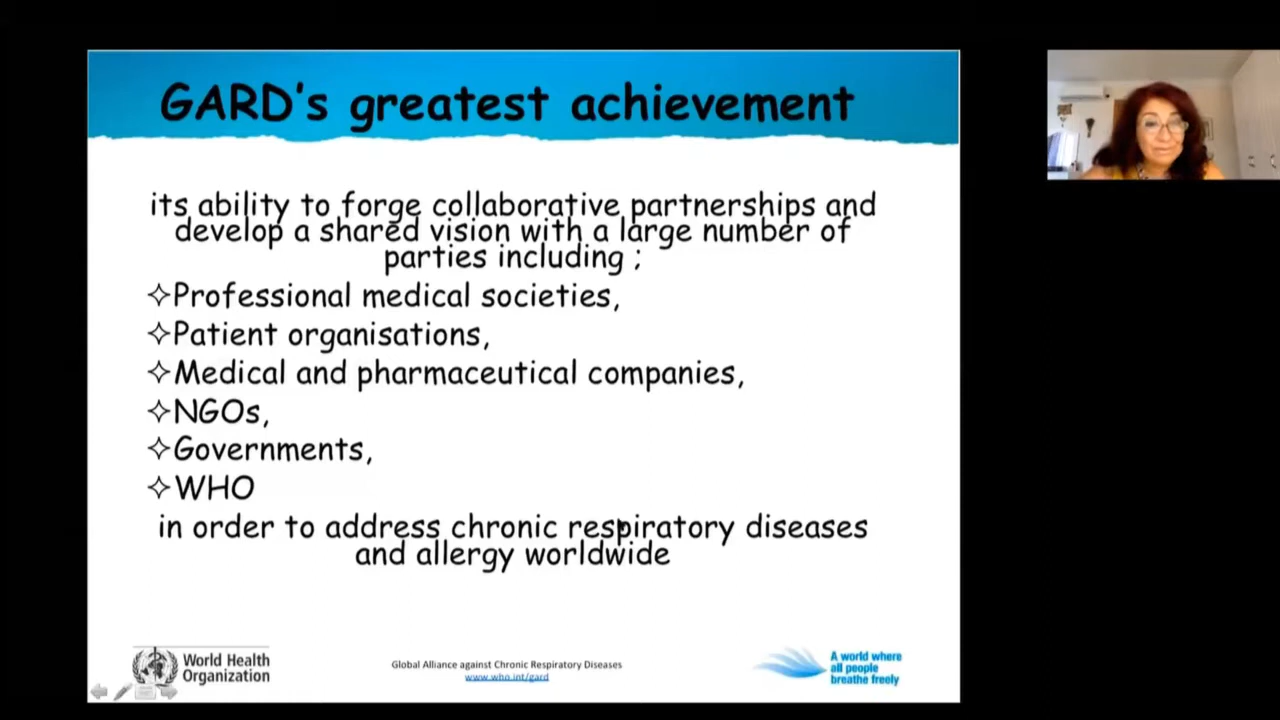 GARD's greatest achievement
its ability to forge collaborative partnerships and
develop a shared vision with a large number of
parties including ;
✧Professional medical societies,
✧Patient organisations,
✧Medical and pharmaceutical companies,
✧NGOs,
✧Governments,
✧WHO
in order to address chronic respiratory diseases
and allergy worldwide
World Health
Organization
Global Alliance against Chronic Respiratory Diseases
www.who.int/gard
A world where
all people
breathe freely